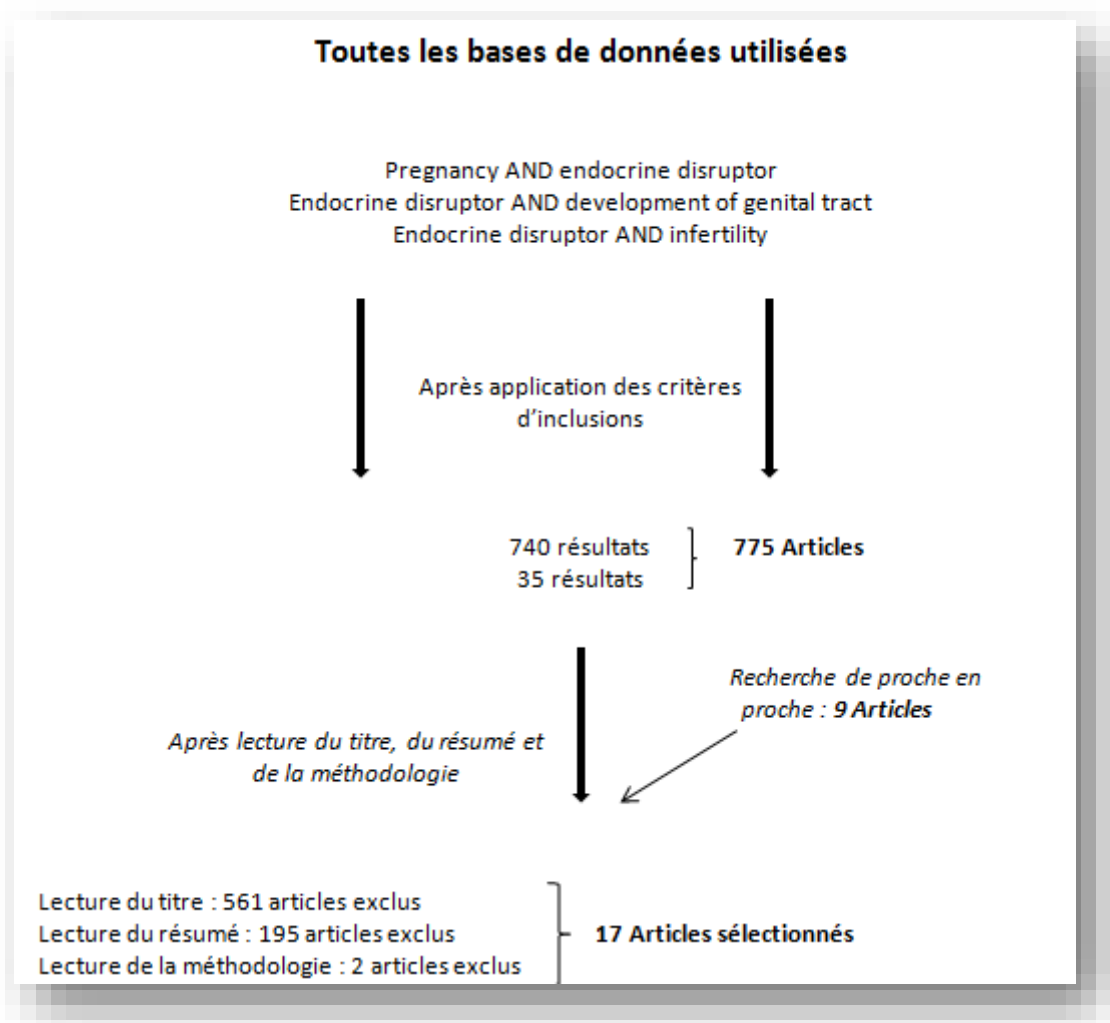 Toutes les bases de données utilisées
Pregnancy AND endocrine disruptor
Endocrine disruptor AND development of genital tract
Endocrine disruptor AND infertility
Après application des critères
d'inclusions
740 résultats
35 résultats
775 Articles
Recherche de proche en
proche : 9 Articles
Après lecture du titre, du résumé et
de la méthodologie
Lecture du titre : 561 articles exclus
Lecture du résumé : 195 articles exclus
Lecture de la méthodologie : 2 articles exclus
17 Articles sélectionnés